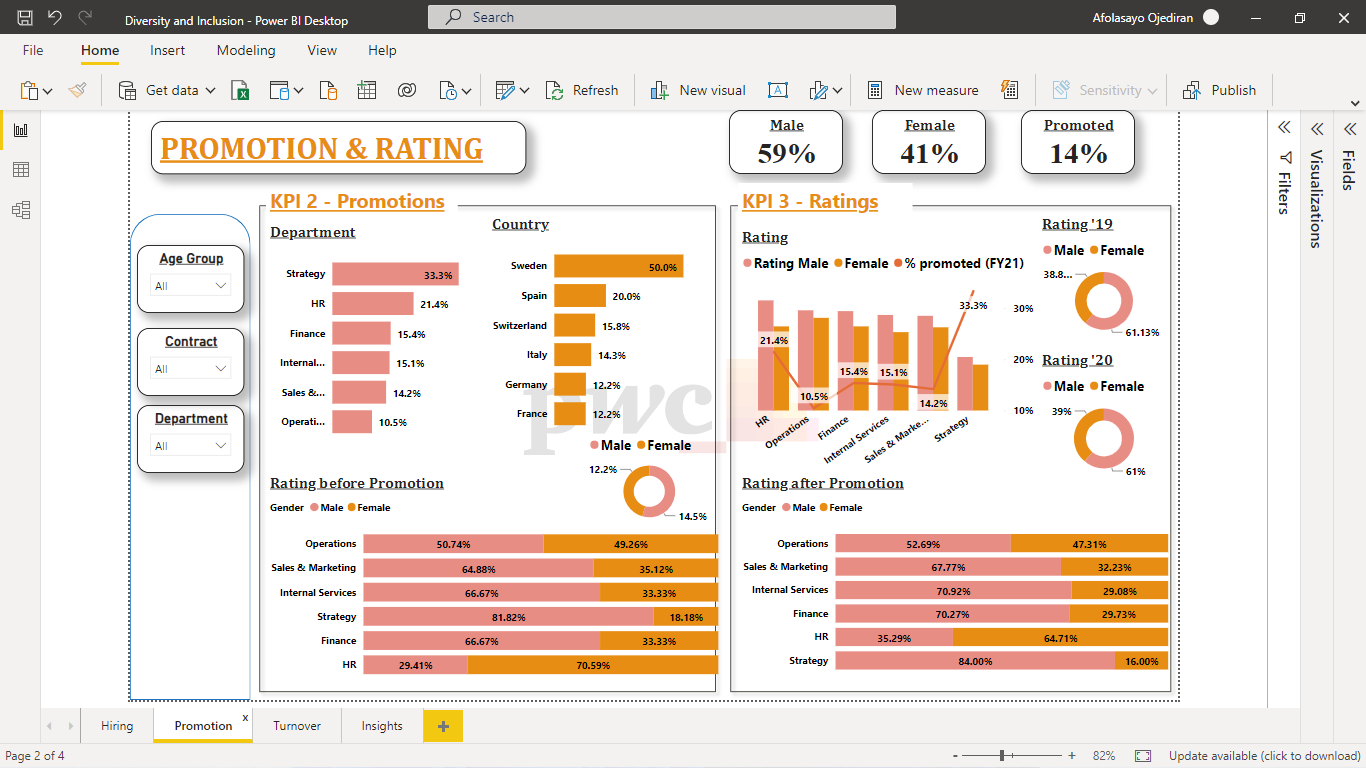 Diversity and Inclusion - Power BI Desktop
Search
Afolasayo Ojediran
File
Home
Insert
Modeling
View
Help
Get data
Refresh
New visual
New measure
Sensitivity
Publish
PROMOTION & RATING
Male
59%
Female
41%
Promoted
14%
Filters
Visualizations
Fields
Age Group
All
Contract
All
Department
All
KPI 2 - Promotions
Department
Strategy 33.3%
HR 21.4%
Finance 15.4%
Internal... 15.1%
Sales &... 14.2%
Operati... 10.5%
Country
Sweden 50.0%
Spain 20.0%
Switzerland 15.8%
Italy 14.3%
Germany 12.2%
France 12.2%
Male Female
12.2%
14.5%
pwc
Rating before Promotion
Gender Male Female
Operations 50.74% 49.26%
Sales & Marketing 64.88% 35.12%
Internal Services 66.67% 33.33%
Strategy 81.82% 18.18%
Finance 66.67% 33.33%
HR 29.41% 70.59%
KPI 3 - Ratings
Rating
Rating Male Female % promoted (FY21)
33.3%
30%
21.4%
15.4% 15.1%
20%
10.5%
14.2%
10%
HR
Operations
Finance
Internal Services
Sales & Marke...
Strategy
Rating '19
Male Female
38.8...
61.13%
Rating '20
Male Female
39%
61%
Rating after Promotion
Gender Male Female
Operations 52.69% 47.31%
Sales & Marketing 67.77% 32.23%
Internal Services 70.92% 29.08%
Finance 70.27% 29.73%
HR 35.29% 64.71%
Strategy 84.00% 16.00%
Hiring
Promotion x
Turnover
Insights
+
Page 2 of 4
- + 82%
Update available (click to download)